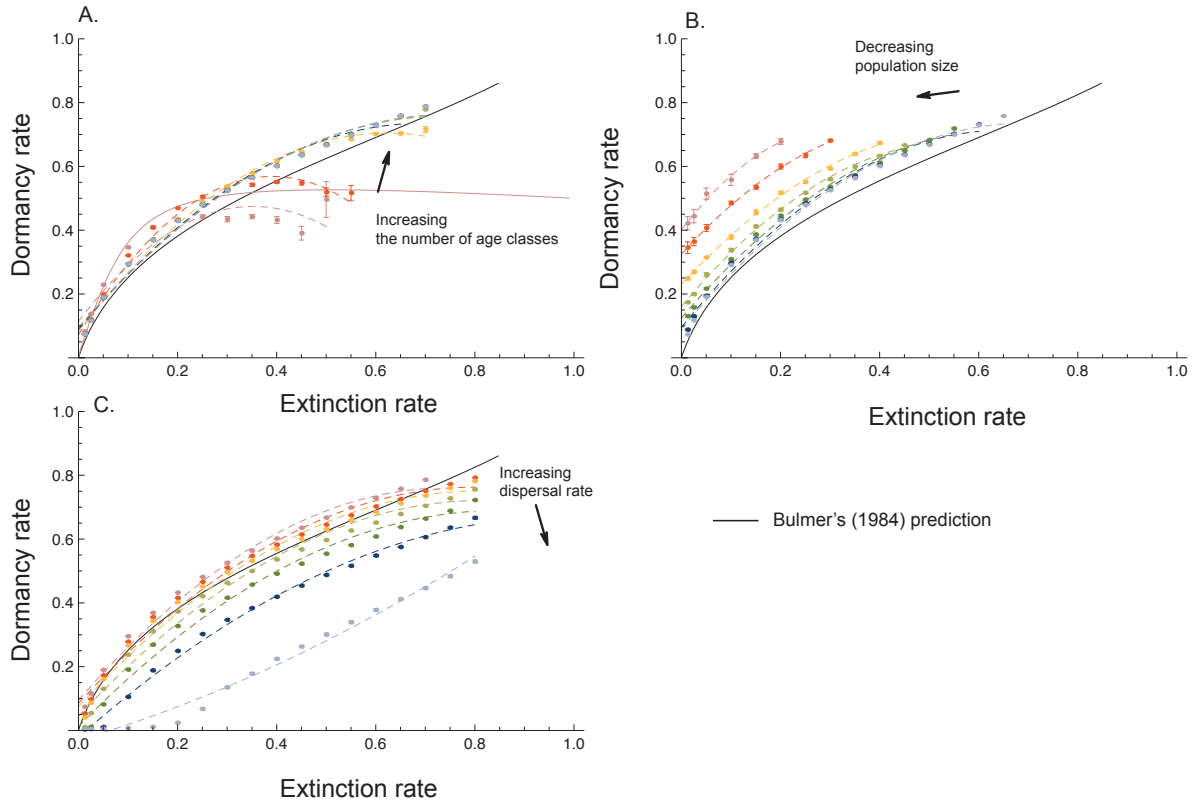 A.
1.0
0.8
0.6
0.4
0.2
Dormancy rate
Increasing
the number of age classes
0.0 0.2 0.4 0.6 0.8 1.0
Extinction rate
B.
1.0
0.8
0.6
0.4
0.2
Dormancy rate
Decreasing
population size
0.0 0.2 0.4 0.6 0.8 1.0
Extinction rate
C.
1.0
0.8
0.6
0.4
0.2
Dormancy rate
Increasing
dispersal rate
0.0 0.2 0.4 0.6 0.8 1.0
Extinction rate
Bulmer's (1984) prediction